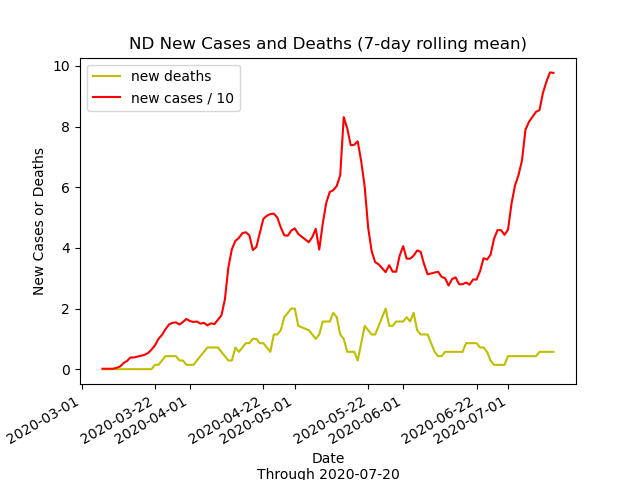 ND New Cases and Deaths (7-day rolling mean)
new deaths
new cases / 10
New Cases or Deaths
10
8
6
4
2
0
2020-03-01
2020-03-22
2020-04-01
2020-04-22
2020-05-01
2020-05-22
2020-06-01
2020-06-22
2020-07-01
Date
Through 2020-07-20